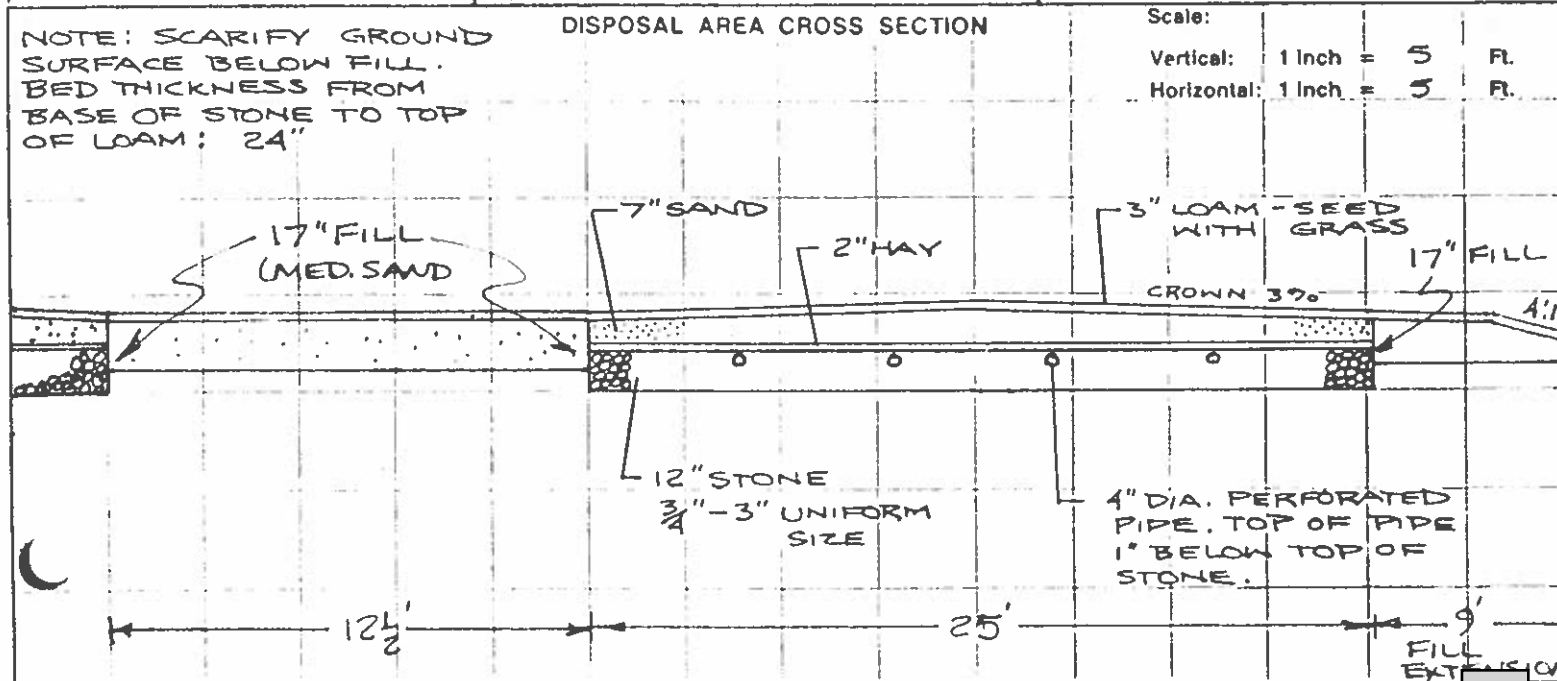 DISPOSAL AREA CROSS SECTION
Scale:
Vertical: 1 Inch = 5 Ft.
Horizontal: 1 Inch = 5 Ft.
NOTE: SCARIFY GROUND
SURFACE BELOW FILL.
BED THICKNESS FROM
BASE OF STONE TO TOP
OF LOAM: 24"
17" FILL
(MED. SAND
7" SAND
2" HAY
3" LOAM - SEED
WITH GRASS
17" FILL
CROWN 3%
4:1
12" STONE
3/4" - 3" UNIFORM
SIZE
4" DIA. PERFORATED
PIPE. TOP OF PIPE
1" BELOW TOP OF
STONE.
12 1/2'
25'
9'
FILL
EXTENSION